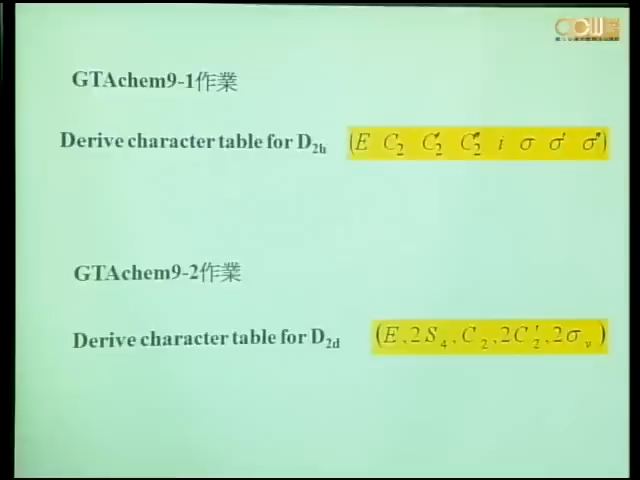 GTAchem9-1作業
Derive character table for D2h (E C2 C2' C2" i σ σ' σ")
GTAchem9-2作業
Derive character table for D2d (E,2S4,C2,2C2',2σv)